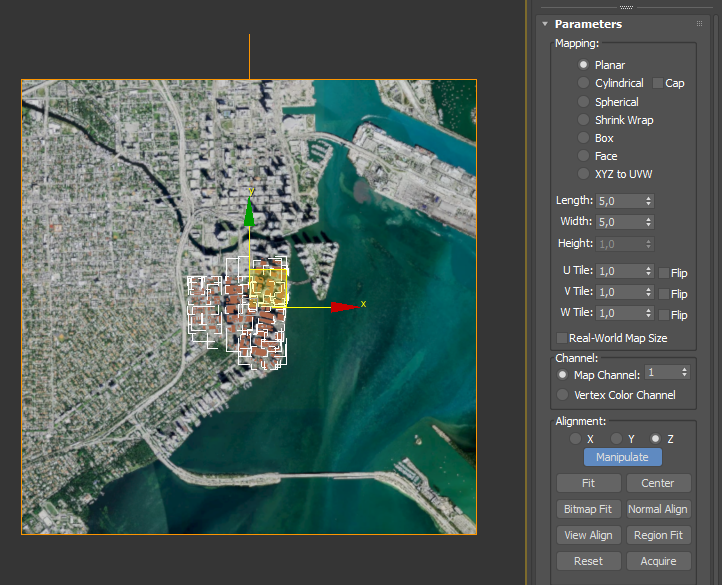 Parameters
Mapping:
Planar
Cylindrical Cap
Spherical
Shrink Wrap
Box
Face
XYZ to UVW
Length: 5,0
Width: 5,0
Height: 1,0
U Tile: 1,0 Flip
V Tile: 1,0 Flip
W Tile: 1,0 Flip
Real-World Map Size
Channel:
Map Channel: 1
Vertex Color Channel
Alignment:
X Y Z
Manipulate
Fit Center
Bitmap Fit Normal Align
View Align Region Fit
Reset Acquire
y
x